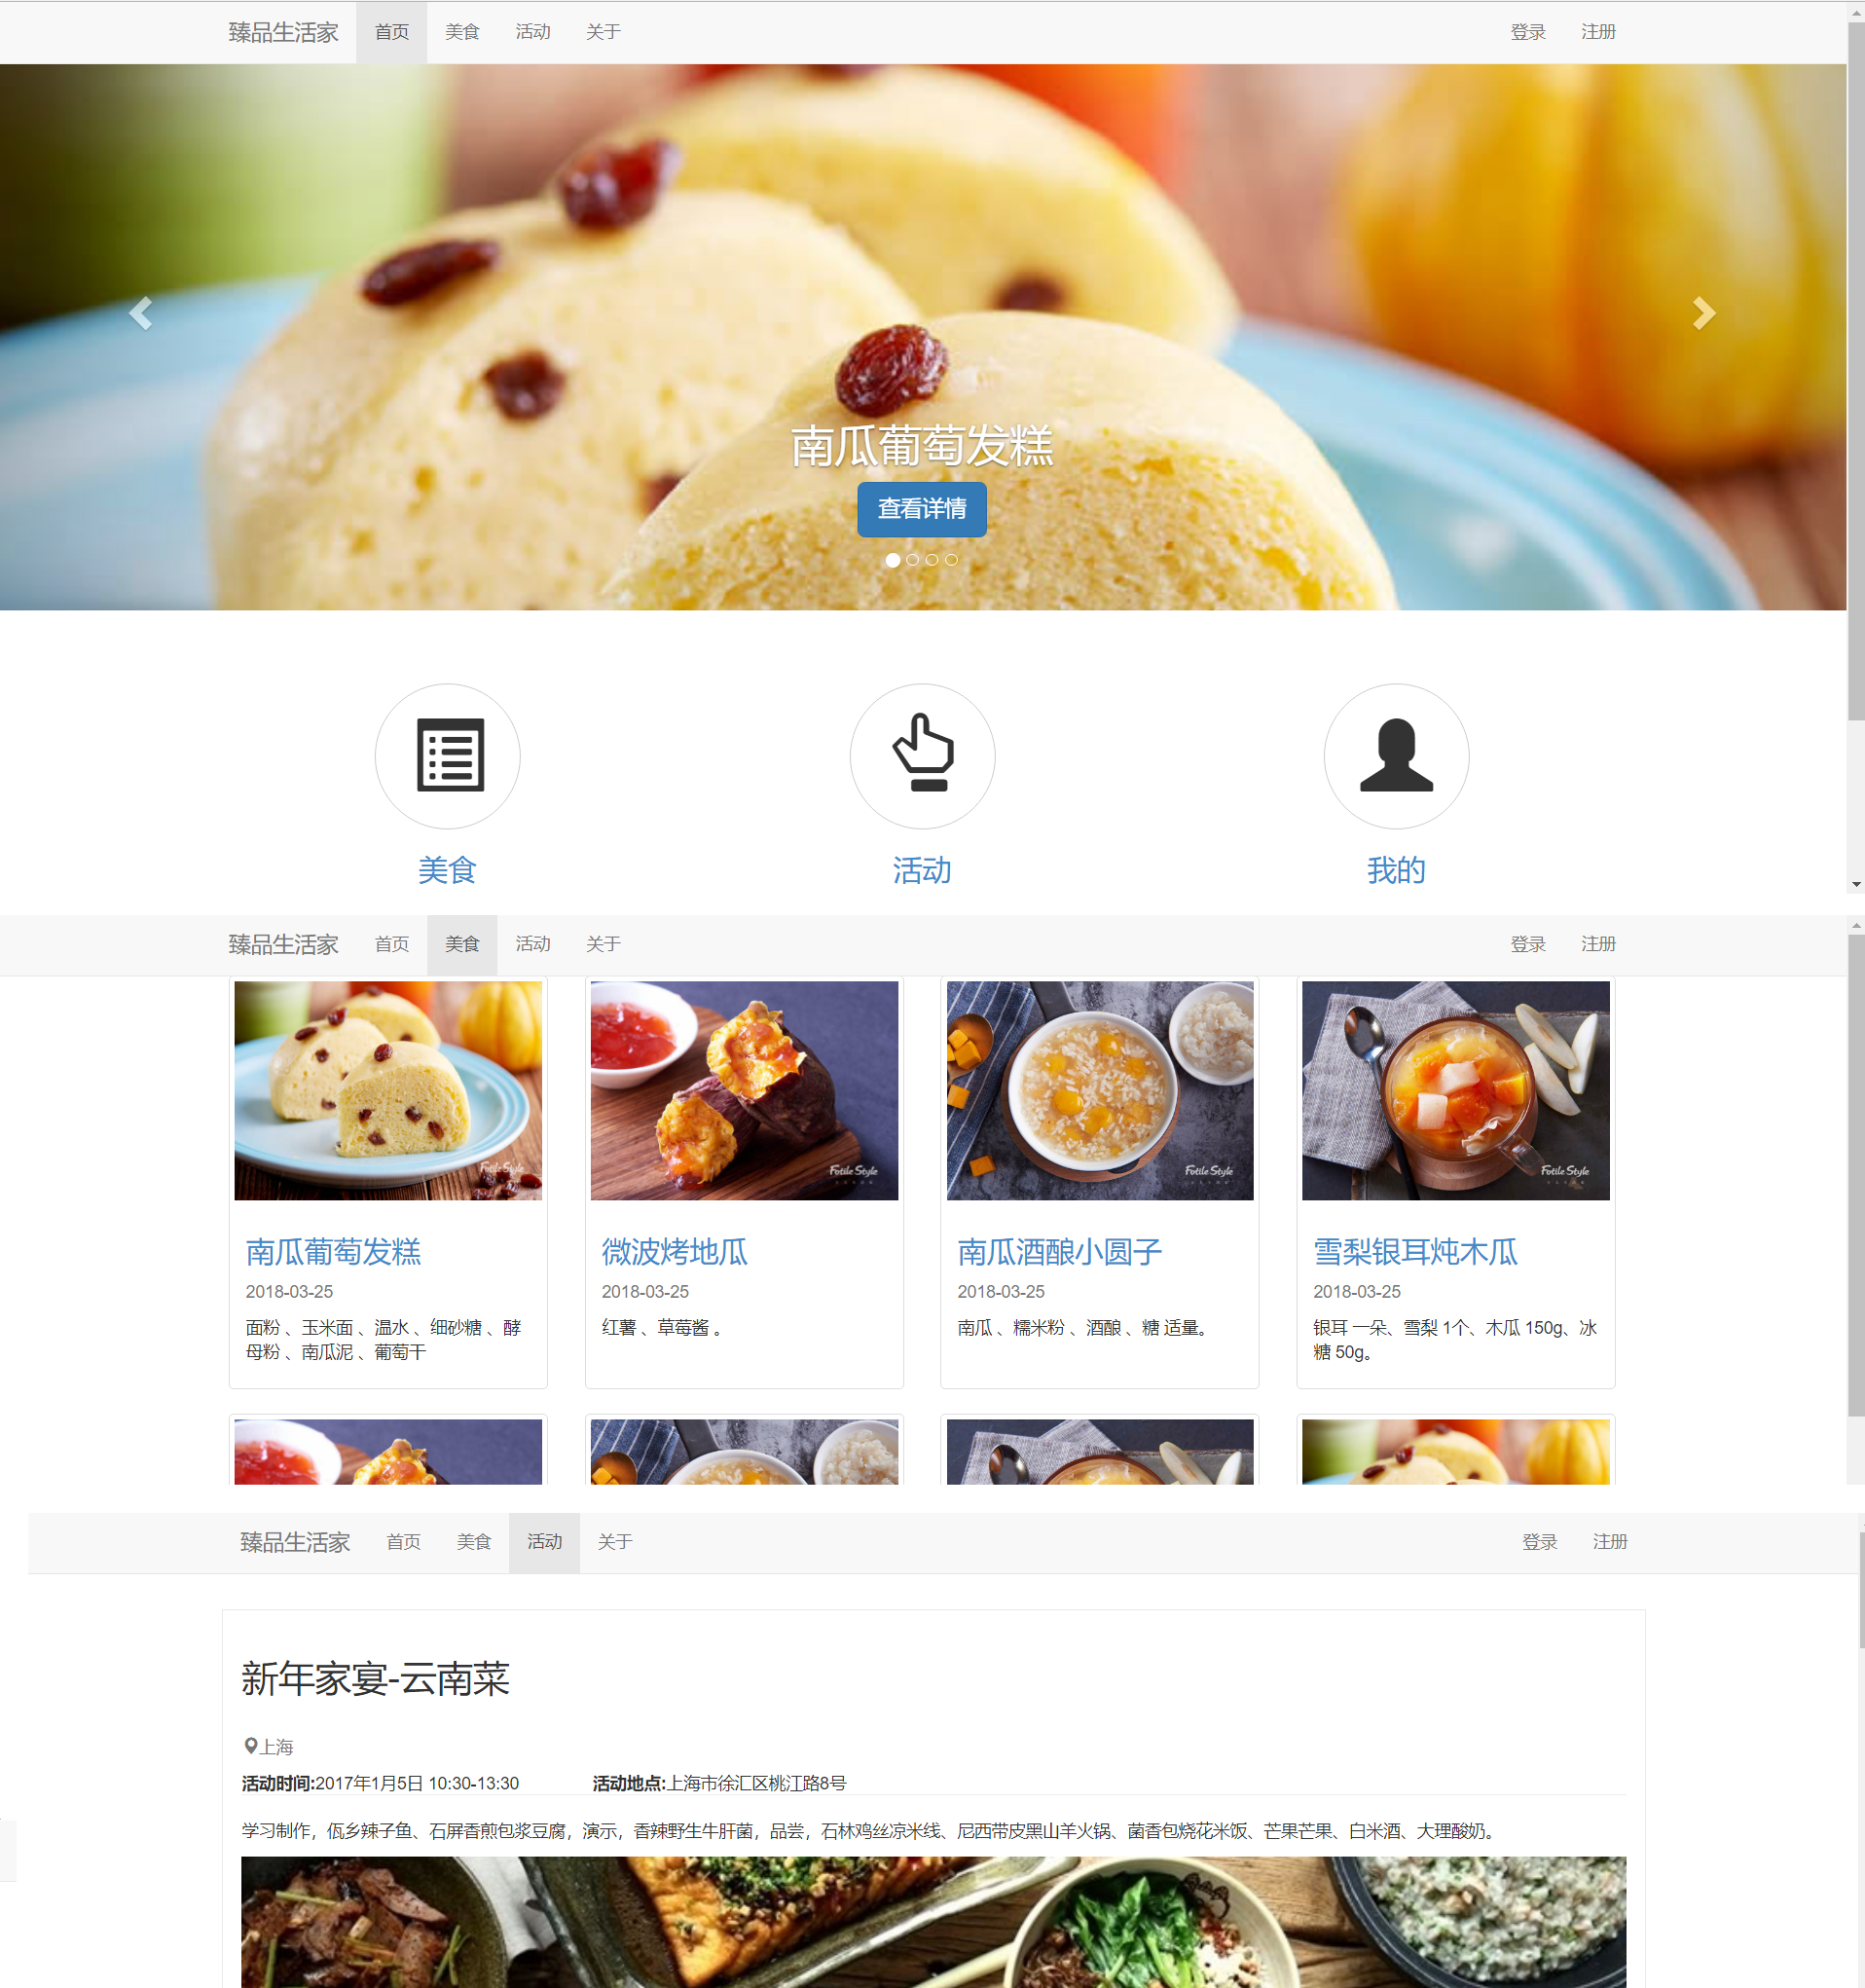 臻品生活家 首页 美食 活动 关于 登录 注册
南瓜葡萄发糕
查看详情
美食 活动 我的
臻品生活家 首页 美食 活动 关于 登录 注册
Fotile Style Fotile Style Fotile Style Fotile Style
南瓜葡萄发糕 微波烤地瓜 南瓜酒酿小圆子 雪梨银耳炖木瓜
2018-03-25 2018-03-25 2018-03-25 2018-03-25
面粉 、玉米面 、温水 、细砂糖 、酵 红薯 、草莓酱 。 南瓜 、糯米粉 、酒酿 、糖 适量。 银耳 一朵、雪梨 1个、木瓜 150g、冰
母粉 、南瓜泥 、葡萄干 糖 50g。
臻品生活家 首页 美食 活动 关于 登录 注册
新年家宴-云南菜
上海
活动时间:2017年1月5日 10:30-13:30 活动地点:上海市徐汇区桃江路8号
学习制作，佤乡辣子鱼、石屏香煎包浆豆腐，演示，香辣野生牛肝菌，品尝，石林鸡丝凉米线、尼西带皮黑山羊火锅、菌香包烧花米饭、芒果芒果、白米酒、大理酸奶。